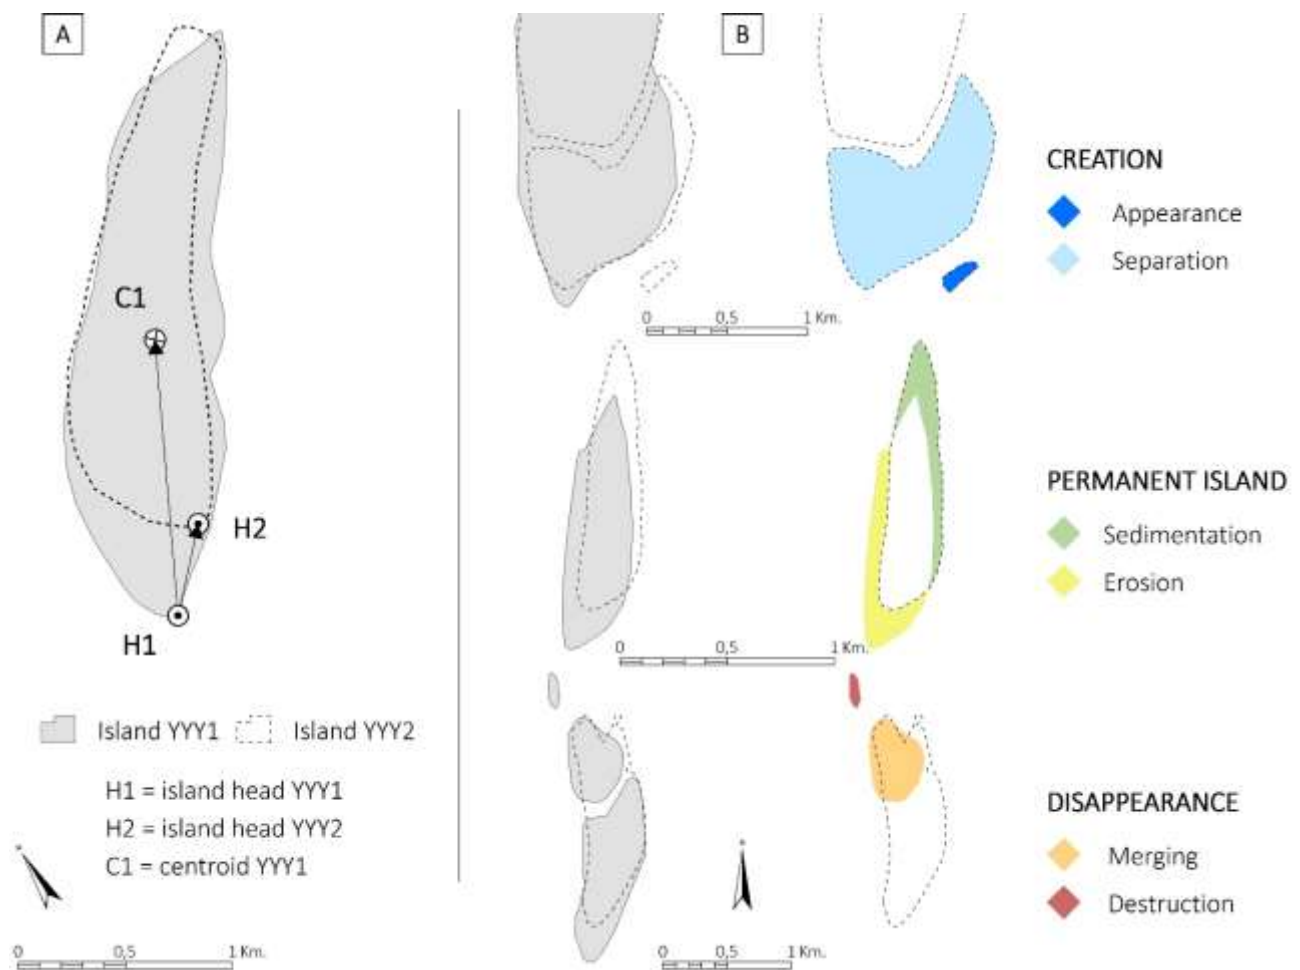 A
C1
H2
H1
Island YYY1
Island YYY2
H1 = island head YYY1
H2 = island head YYY2
C1 = centroid YYY1
0 0,5 1 Km.
B
0 0,5 1 Km.
0 0,5 1 Km.
0 0,5 1 Km.
CREATION
Appearance
Separation
PERMANENT ISLAND
Sedimentation
Erosion
DISAPPEARANCE
Merging
Destruction